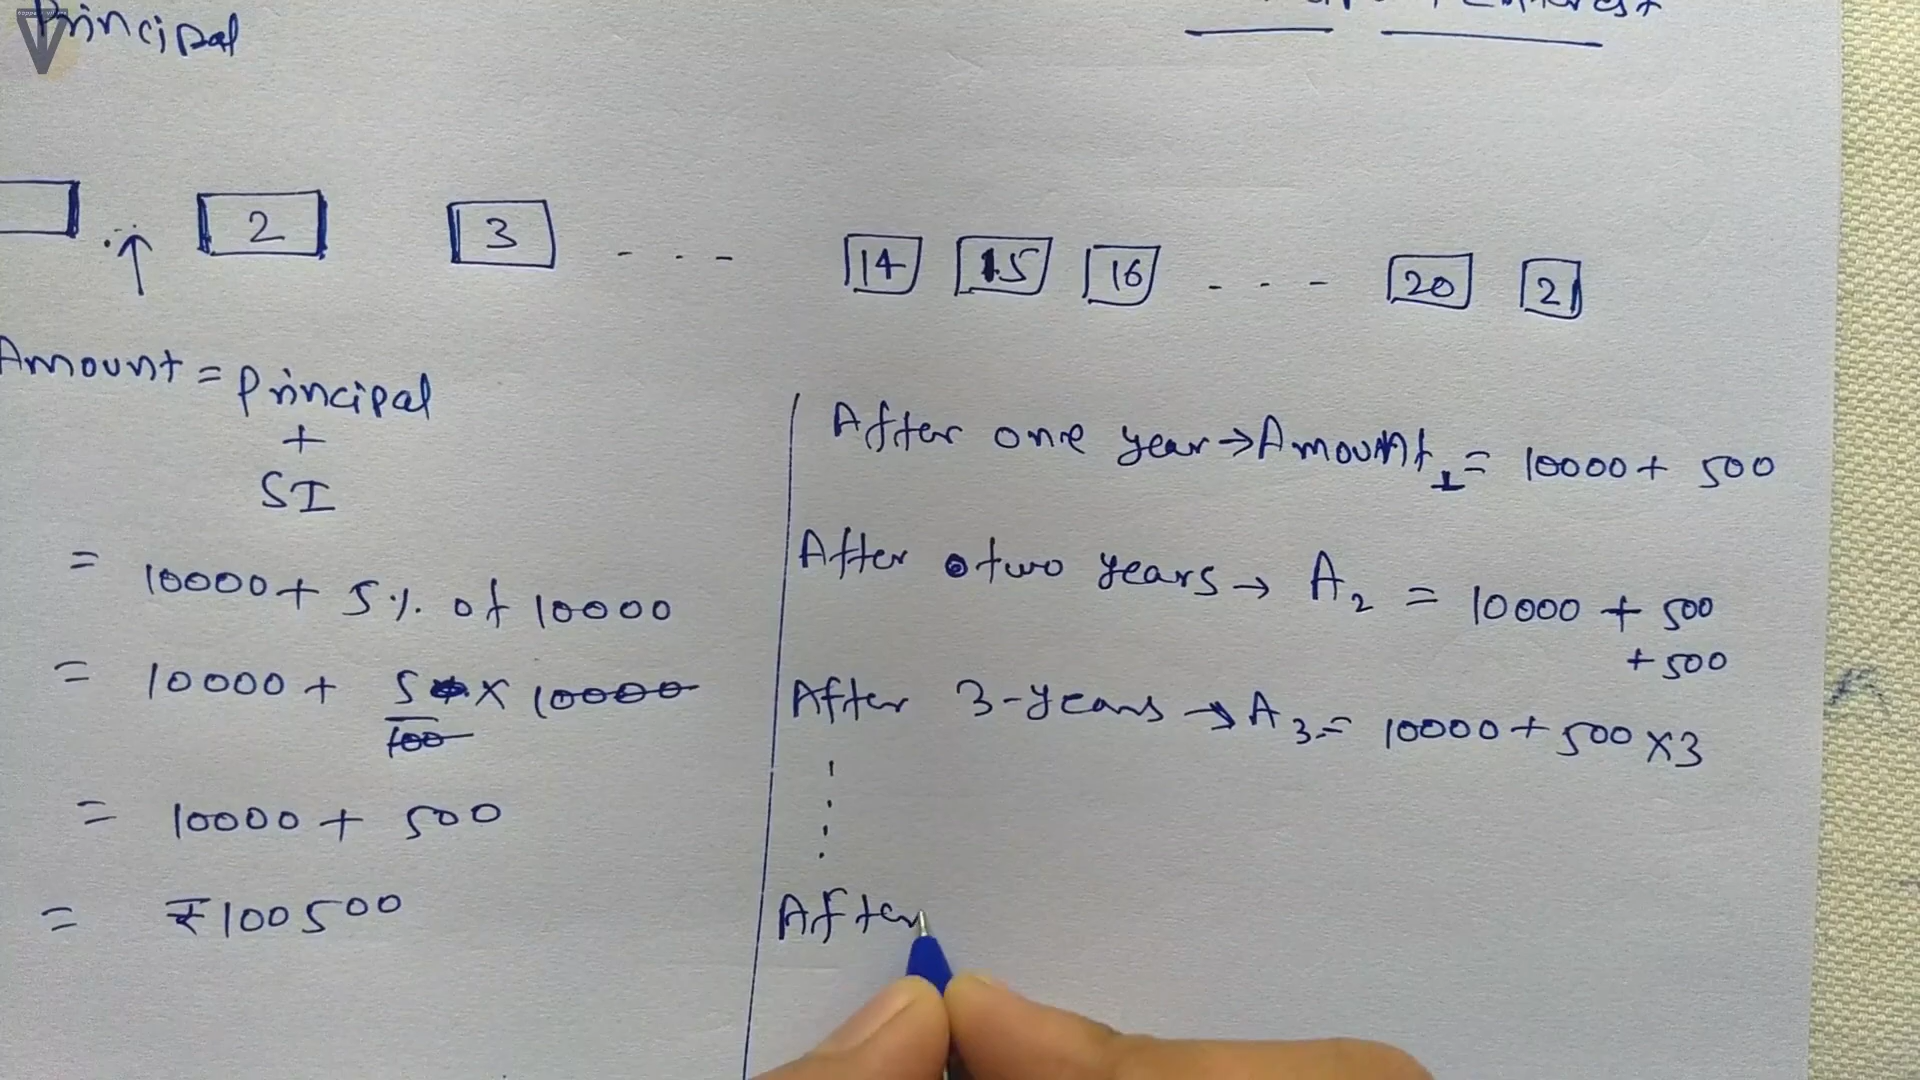 Principal
2 3 - - - 14 15 16 - - - 20 2
Amount = Principal
+
SI
= 10000 + 5% of 10000
= 10000 + 5 x 10000
100
= 10000 + 500
= ₹100500
After one year → Amount1 = 10000 + 500
After two years → A2 = 10000 + 500
+ 500
After 3-years → A3 = 10000 + 500 x 3
After